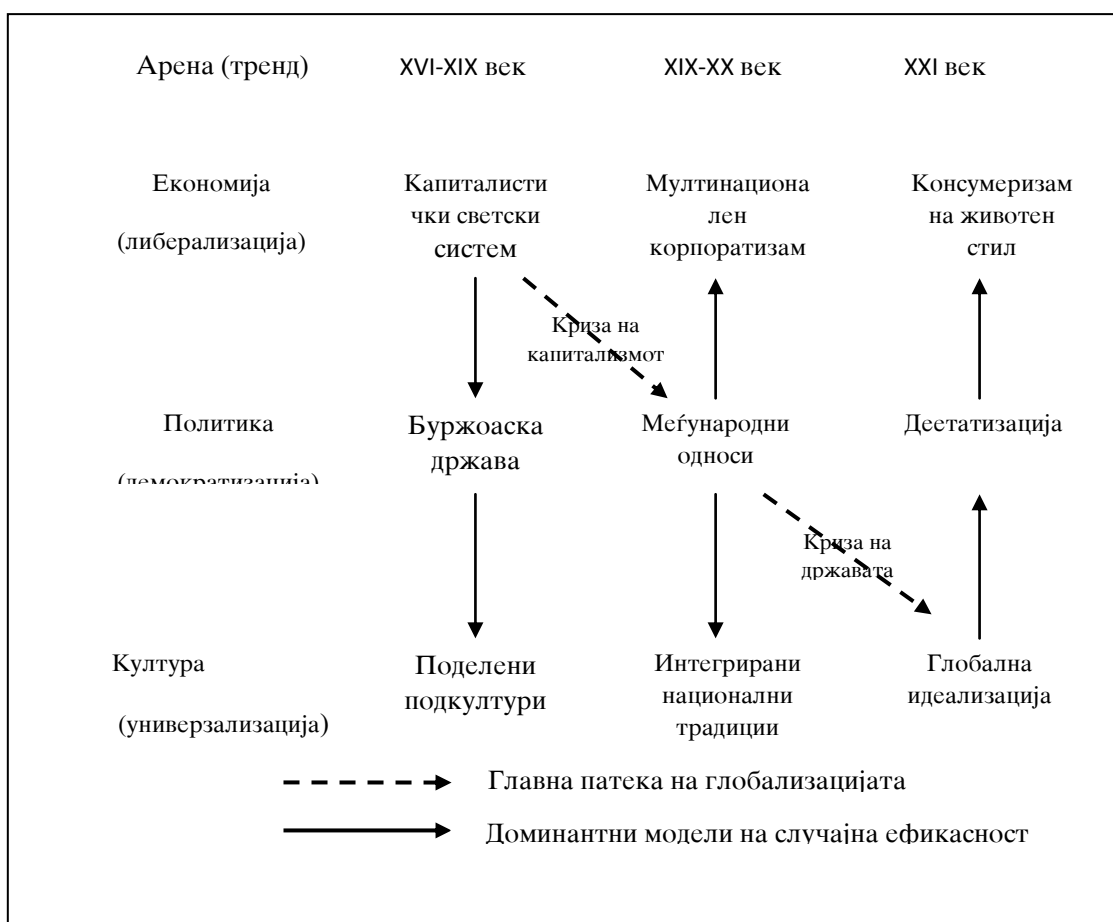 Арена (тренд) XVI-XIX век XIX-XX век XXI век
Економија
(либерализација)
Капиталисти
чки светски
систем
Мултинациона
лен
корпоратизам
Консумеризам
на животен
стил
Криза на
капитализмот
Политика
(демократизација)
Буржоаска
држава
Меѓународни
односи
Деетатизација
Криза на
државата
Култура
(универзализација)
Поделени
подкултури
Интегрирани
национални
традиции
Глобална
идеализација
Главна патека на глобализацијата
Доминантни модели на случајна ефикасност